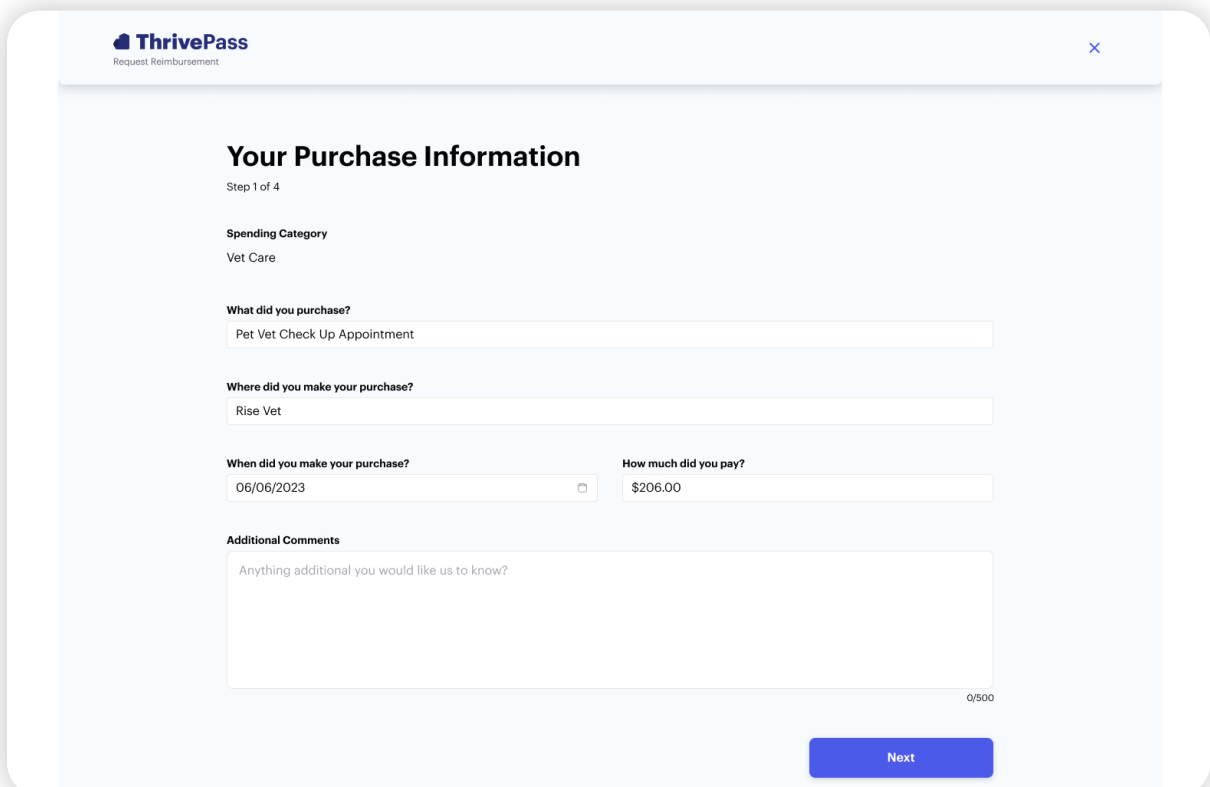 ThrivePass
Request Reimbursement
Your Purchase Information
Step 1 of 4
Spending Category
Vet Care
What did you purchase?
Pet Vet Check Up Appointment
Where did you make your purchase?
Rise Vet
When did you make your purchase?
06/06/2023
How much did you pay?
$206.00
Additional Comments
Anything additional you would like us to know?
0/500
Next